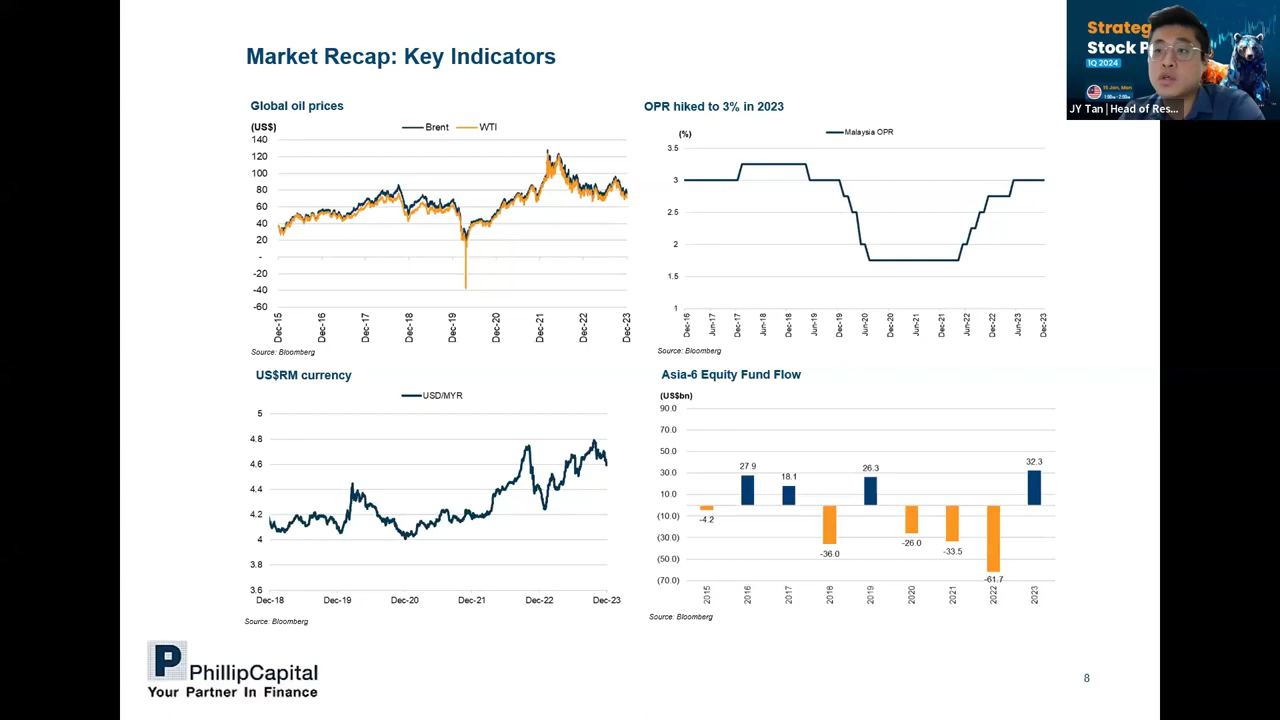 Market Recap: Key Indicators
Global oil prices
(US$)
Brent
WTI
140
120
100
80
60
40
20
-
-20
-40
-60
Dec-15
Dec-16
Dec-17
Dec-18
Dec-19
Dec-20
Dec-21
Dec-22
Dec-23
Source: Bloomberg
OPR hiked to 3% in 2023
(%)
Malaysia OPR
3.5
3
2.5
2
1.5
1
Dec-16
Jun-17
Dec-17
Jun-18
Dec-18
Jun-19
Dec-19
Jun-20
Dec-20
Jun-21
Dec-21
Jun-22
Dec-22
Jun-23
Dec-23
Source: Bloomberg
US$RM currency
USD/MYR
5
4.8
4.6
4.4
4.2
4
3.8
3.6
Dec-18
Dec-19
Dec-20
Dec-21
Dec-22
Dec-23
Source: Bloomberg
Asia-6 Equity Fund Flow
(US$bn)
90.0
70.0
50.0
30.0
10.0
(10.0)
(30.0)
(50.0)
(70.0)
-4.2
27.9
18.1
-36.0
26.3
-26.0
-33.5
-61.7
32.3
2015
2016
2017
2018
2019
2020
2021
2022
2023
Source: Bloomberg
P PhillipCapital
Your Partner In Finance
8
Strateg
Stock P
1Q 2024
15 Jan, Mon
JY Tan | Head of Res...